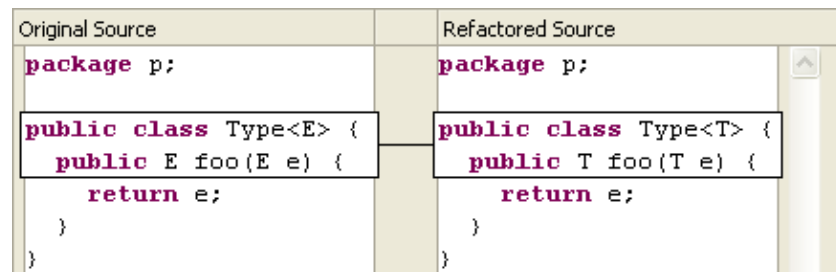 Original Source
package p;
public class Type<E> {
public E foo(E e) {
return e;
}
}
Refactored Source
package p;
public class Type<T> {
public T foo(T e) {
return e;
}
}